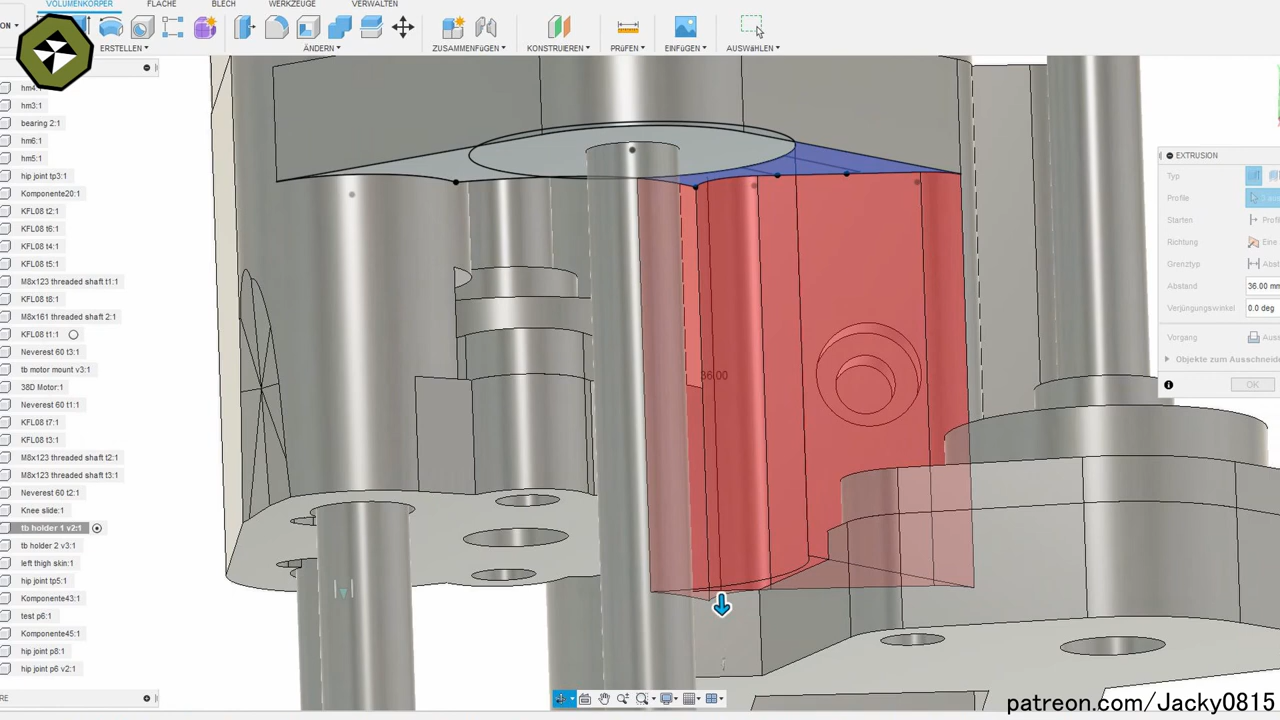 VOLUMENKÖRPER FLÄCHE BLECH WERKZEUGE VERWALTEN
ERSTELLEN ÄNDERN ZUSAMMENFÜGEN KONSTRUIEREN PRÜFEN EINFÜGEN AUSWÄHLEN
hm4:1
hm3:1
bearing 2:1
hm6:1
hm5:1
hip joint tp3:1
Komponente20:1
KFL08 t2:1
KFL08 t6:1
KFL08 t4:1
KFL08 t5:1
M8x123 threaded shaft t1:1
KFL08 t8:1
M8x161 threaded shaft 2:1
KFL08 t1:1
Neverest 60 t3:1
tb motor mount v3:1
38D Motor:1
Neverest 60 t1:1
KFL08 t7:1
KFL08 t3:1
M8x123 threaded shaft t2:1
M8x123 threaded shaft t3:1
Neverest 60 t2:1
Knee slide:1
tb holder 1 v2:1
tb holder 2 v3:1
left thigh skin:1
hip joint tp5:1
Komponente43:1
test p6:1
Komponente45:1
hip joint p8:1
hip joint p6 v2:1
36.00
EXTRUSION
Typ
Profile
Starten Profi
Richtung Eine
Grenztyp Abst
Abstand 36.00 mm
Verjüngungswinkel 0.0 deg
Vorgang Auss
Objekte zum Ausschneide
OK
patreon.com/Jacky0815